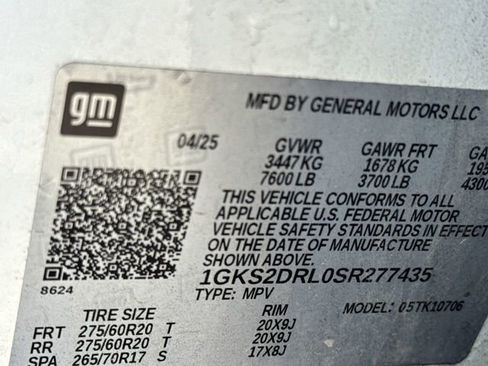 gm
MFD BY GENERAL MOTORS LLC
04/25 GVWR GAWR FRT GA
3447 KG 1678 KG 195
7600 LB 3700 LB 4300
THIS VEHICLE CONFORMS TO ALL
APPLICABLE U.S. FEDERAL MOTOR
VEHICLE SAFETY STANDARDS IN EFFECT
ON THE DATE OF MANUFACTURE
SHOWN ABOVE.
1GKS2DRL0SR277435
8624 TYPE: MPV MODEL: 05TK10706
TIRE SIZE RIM
FRT 275/60R20 T 20X9J
RR 275/60R20 T 20X9J
SPA 265/70R17 S 17X8J